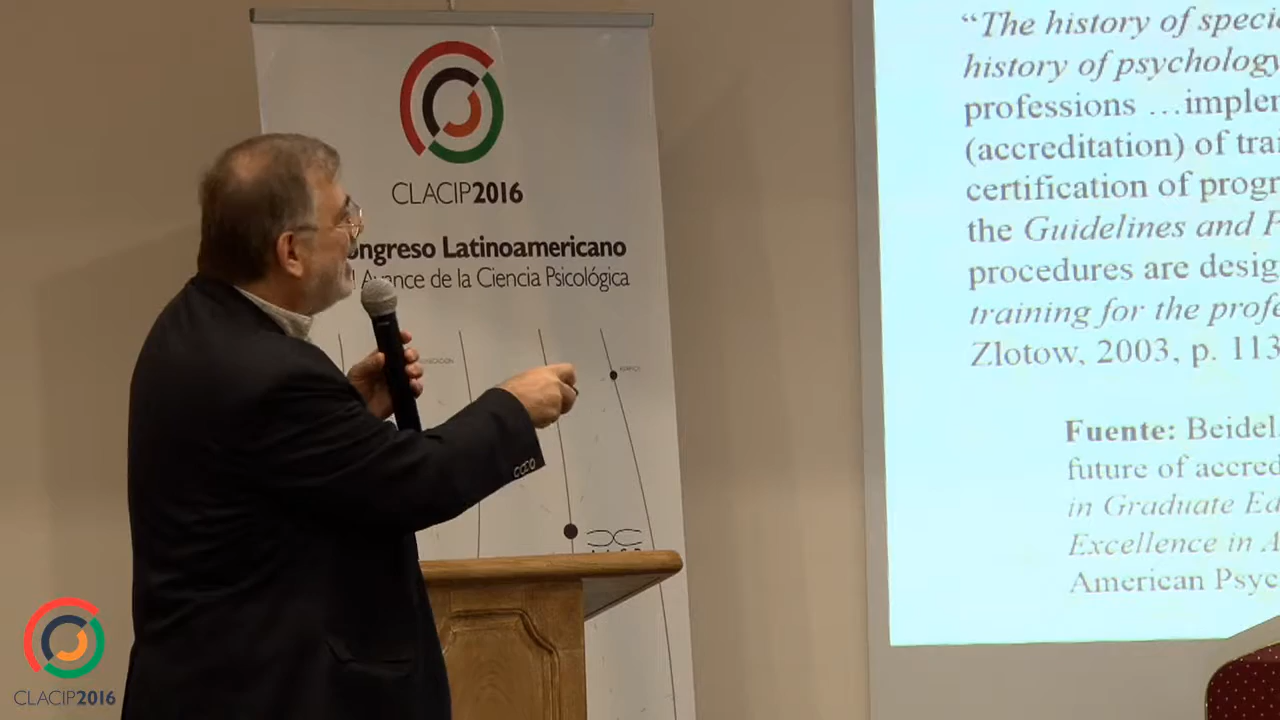 CLACIP2016
ongreso Latinoamericano
l Avance de la Ciencia Psicológica
“The history of speci
history of psychology
professions …implem
(accreditation) of trai
certification of progr
the Guidelines and P
procedures are desig
training for the profe
Zlotow, 2003, p. 113
Fuente: Beidel,
future of accred
in Graduate Ed
Excellence in A
American Psyc
CLACIP2016